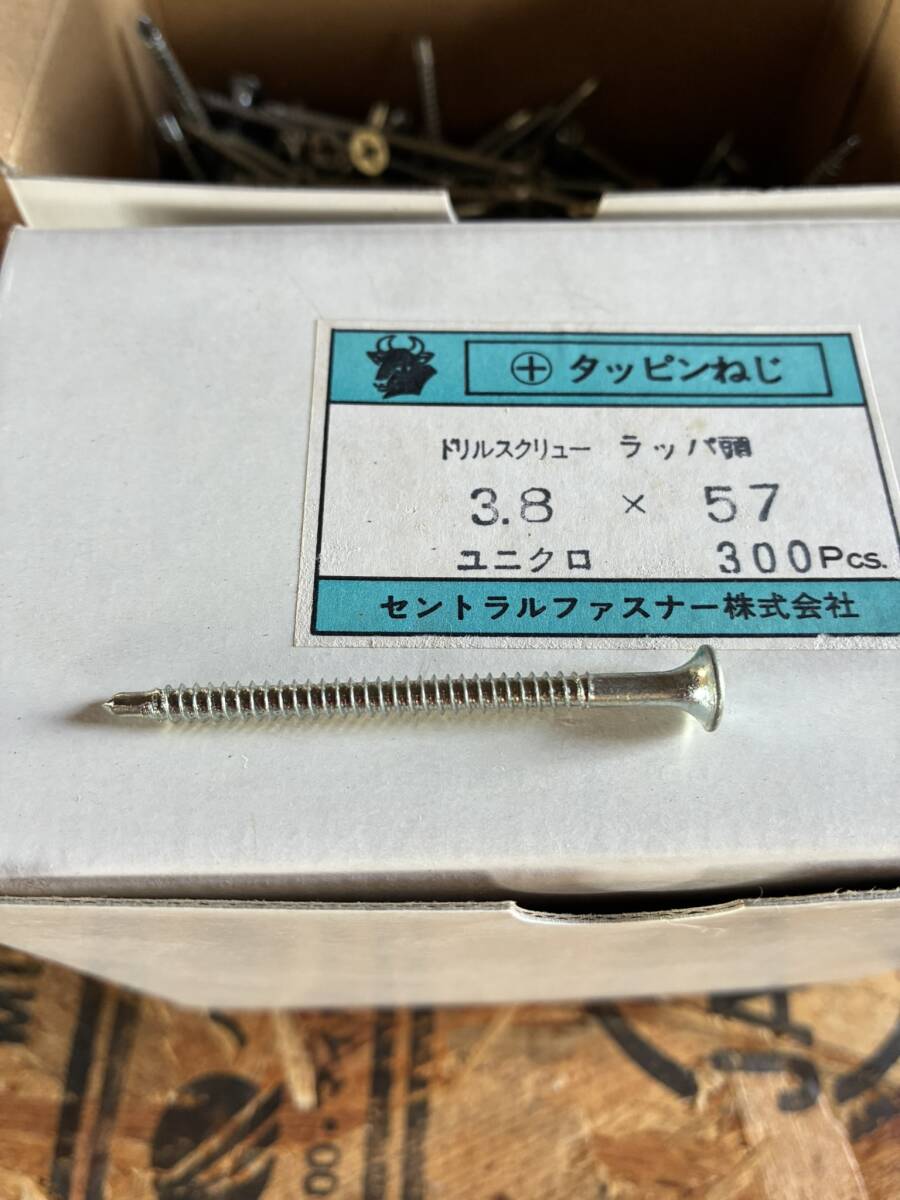 ⊕ タッピンねじ
ドリルスクリュー ラッパ頭
3.8 × 57
ユニクロ 300Pcs.
セントラルファスナー株式会社